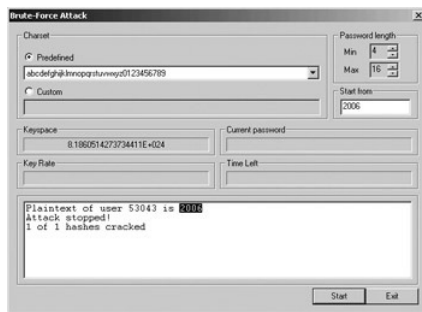 Brute-Force Attack
Charset
Predefined
abcdefghijklmnopqrstuvwxyz0123456789
Custom
Password length
Min 4
Max 16
Start from
2006
Keyspace
8.1860514273734411E+024
Current password
Key Rate
Time Left
Plaintext of user 53043 is 2006
Attack stopped!
1 of 1 hashes cracked
Start
Exit